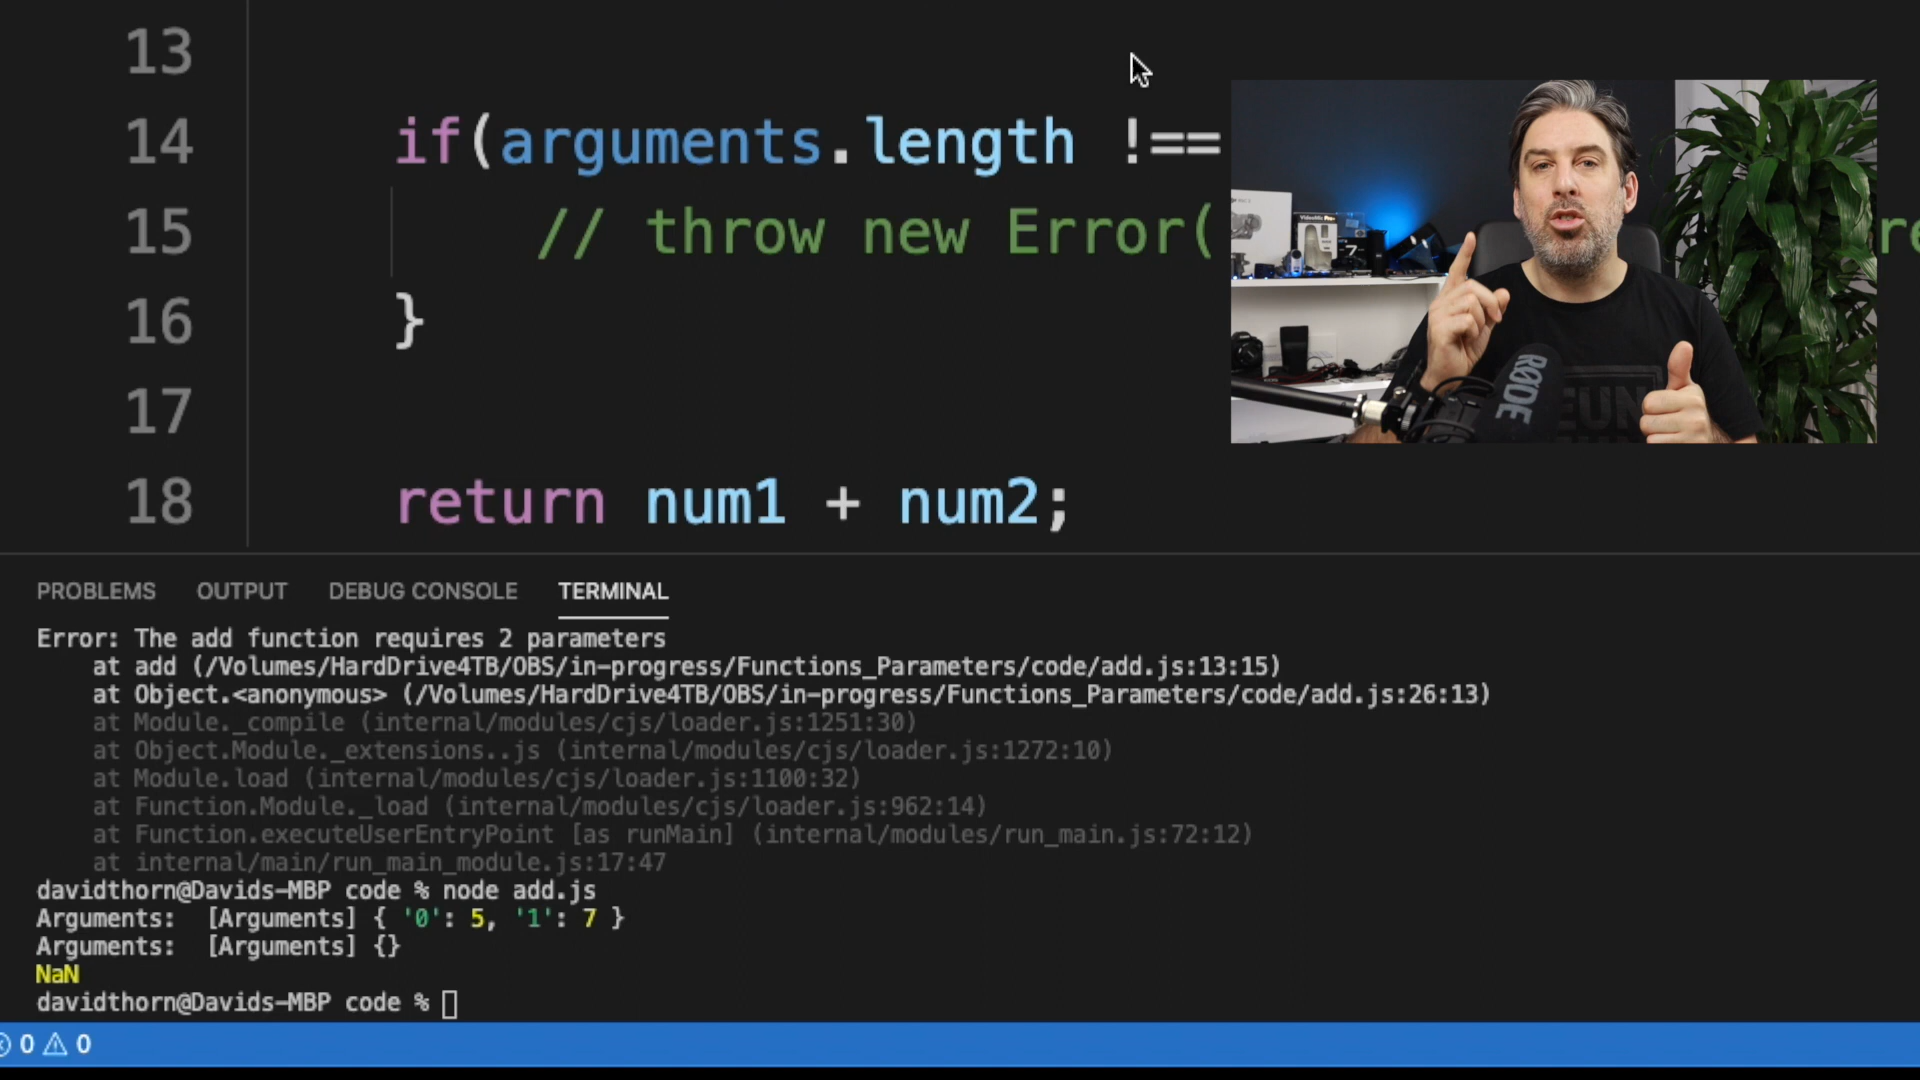 13
14 if(arguments.length !==
15 // throw new Error(
16 }
17
18 return num1 + num2;
RØDE
PROBLEMS OUTPUT DEBUG CONSOLE TERMINAL
Error: The add function requires 2 parameters
at add (/Volumes/HardDrive4TB/OBS/in-progress/Functions_Parameters/code/add.js:13:15)
at Object.<anonymous> (/Volumes/HardDrive4TB/OBS/in-progress/Functions_Parameters/code/add.js:26:13)
at Module._compile (internal/modules/cjs/loader.js:1251:30)
at Object.Module._extensions..js (internal/modules/cjs/loader.js:1272:10)
at Module.load (internal/modules/cjs/loader.js:1100:32)
at Function.Module._load (internal/modules/cjs/loader.js:962:14)
at Function.executeUserEntryPoint [as runMain] (internal/modules/run_main.js:72:12)
at internal/main/run_main_module.js:17:47
davidthorn@Davids-MBP code % node add.js
Arguments:  [Arguments] { '0': 5, '1': 7 }
Arguments:  [Arguments] {}
NaN
davidthorn@Davids-MBP code %
0 0